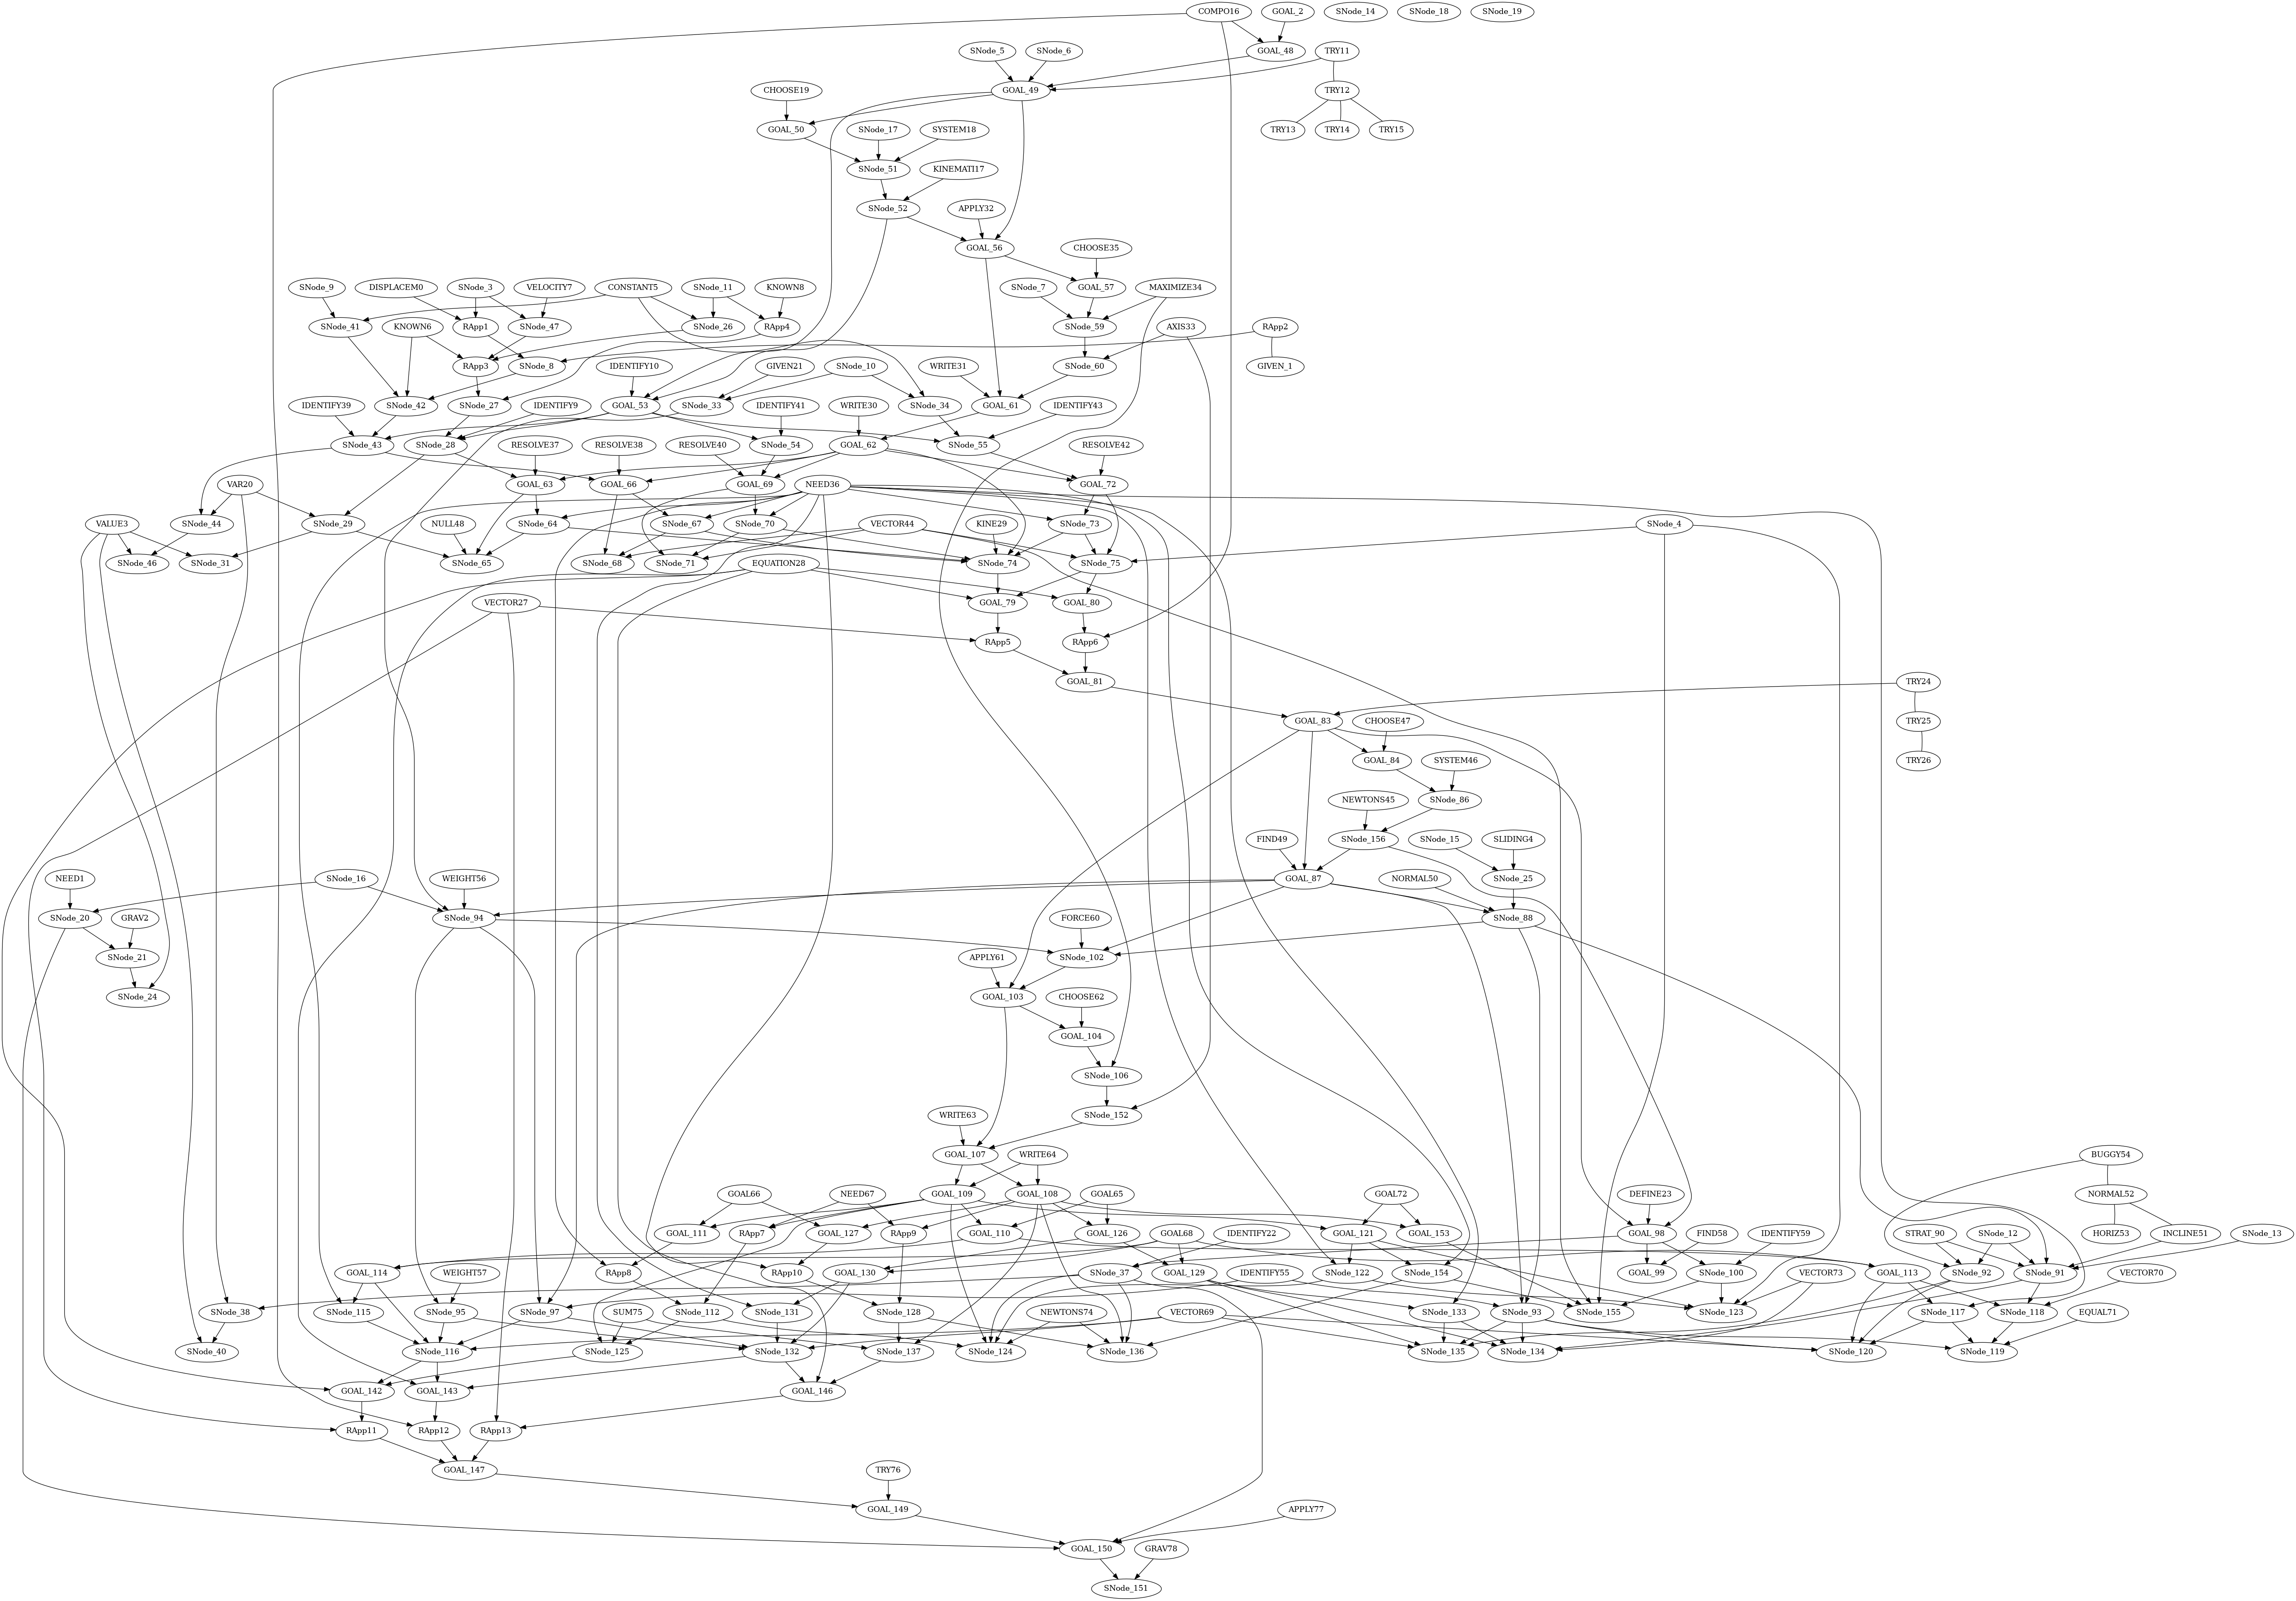 COMPO16 GOAL_2 SNode_14 SNode_18 SNode_19
SNode_5 SNode_6 GOAL_48 TRY11
CHOOSE19 GOAL_49 TRY12
GOAL_50 SNode_17 SYSTEM18 TRY13 TRY14 TRY15
SNode_51 KINEMATI17
SNode_52 APPLY32
GOAL_56 CHOOSE35
SNode_9 DISPLACEM0 SNode_3 VELOCITY7 CONSTANT5 SNode_11 KNOWN8 SNode_7 GOAL_57 MAXIMIZE34
SNode_41 KNOWN6 RApp1 SNode_47 SNode_26 RApp4 SNode_59 AXIS33 RApp2
RApp3 SNode_8 IDENTIFY10 GIVEN21 SNode_10 WRITE31 SNode_60 GIVEN_1
IDENTIFY39 SNode_42 SNode_27 IDENTIFY9 GOAL_53 SNode_33 IDENTIFY41 WRITE30 SNode_34 GOAL_61 IDENTIFY43
SNode_43 SNode_28 RESOLVE37 RESOLVE38 RESOLVE40 SNode_54 GOAL_62 SNode_55 RESOLVE42
VAR20 GOAL_63 GOAL_66 GOAL_69 NEED36 GOAL_72
VALUE3 SNode_44 SNode_29 NULL48 SNode_64 SNode_67 SNode_70 VECTOR44 KINE29 SNode_73 SNode_4
SNode_46 SNode_31 SNode_65 SNode_68 SNode_71 EQUATION28 SNode_74 SNode_75
VECTOR27 GOAL_79 GOAL_80
RApp5 RApp6
GOAL_81 TRY24
GOAL_83 CHOOSE47 TRY25
GOAL_84 SYSTEM46 TRY26
NEWTONS45 SNode_86
FIND49 SNode_156 SNode_15 SLIDING4
NEED1 SNode_16 WEIGHT56 GOAL_87 NORMAL50 SNode_25
SNode_20 GRAV2 SNode_94 FORCE60 SNode_88
SNode_21 APPLY61 SNode_102
SNode_24 GOAL_103 CHOOSE62
GOAL_104
SNode_106
WRITE63 SNode_152
GOAL_107 WRITE64 BUGGY54
GOAL66 NEED67 GOAL_109 GOAL_108 GOAL65 GOAL72 DEFINE23 NORMAL52
GOAL_111 RApp7 GOAL_127 RApp9 GOAL_110 GOAL_126 GOAL68 IDENTIFY22 GOAL_121 GOAL_153 GOAL_98 FIND58 IDENTIFY59 STRAT_90 SNode_12 HORIZ53 INCLINE51 SNode_13
GOAL_114 WEIGHT57 RApp8 RApp10 GOAL_130 SNode_37 GOAL_129 IDENTIFY55 SNode_122 SNode_154 GOAL_99 SNode_100 VECTOR73 GOAL_113 SNode_92 SNode_91 VECTOR70
SNode_38 SNode_115 SNode_95 SNode_97 SUM75 SNode_112 SNode_131 SNode_128 NEWTONS74 VECTOR69 SNode_133 SNode_93 SNode_155 SNode_123 SNode_117 SNode_118 EQUAL71
SNode_40 SNode_116 SNode_125 SNode_132 SNode_137 SNode_124 SNode_136 SNode_135 SNode_134 SNode_120 SNode_119
GOAL_142 GOAL_143 GOAL_146
RApp11 RApp12 RApp13
GOAL_147 TRY76
GOAL_149 APPLY77
GOAL_150 GRAV78
SNode_151